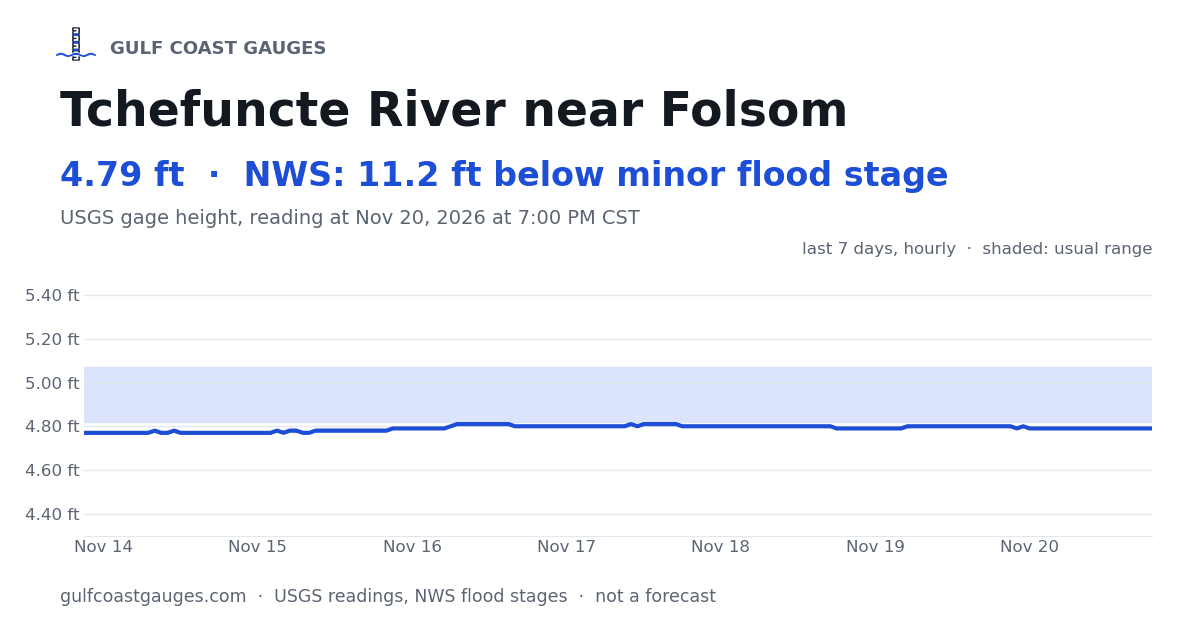 GULF COAST GAUGES
Tchefuncte River near Folsom
4.79 ft · NWS: 11.2 ft below minor flood stage
USGS gage height, reading at Nov 20, 2026 at 7:00 PM CST
last 7 days, hourly · shaded: usual range
5.40 ft
5.20 ft
5.00 ft
4.80 ft
4.60 ft
4.40 ft
Nov 14 Nov 15 Nov 16 Nov 17 Nov 18 Nov 19 Nov 20
gulfcoastgauges.com · USGS readings, NWS flood stages · not a forecast